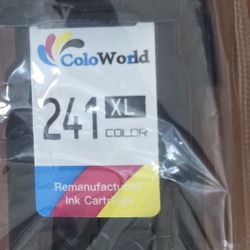 ColoWorld
241 XL
COLOR
Remanufactured
Ink Cartridge